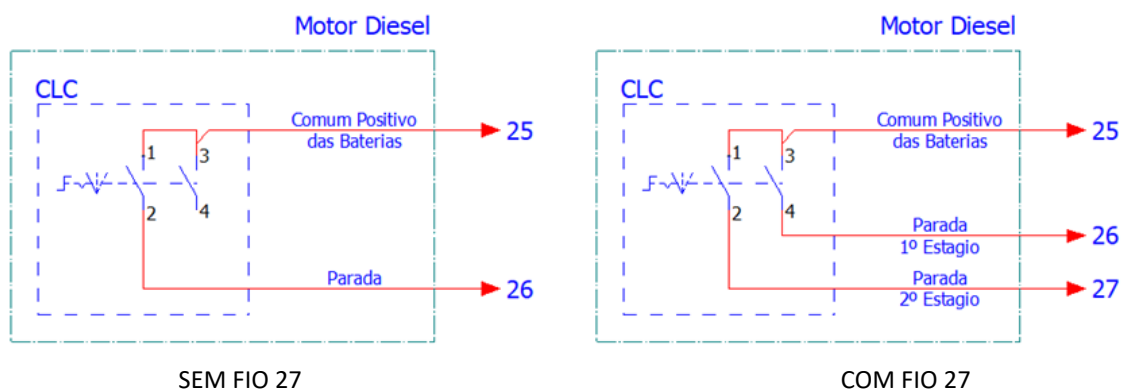 Motor Diesel
CLC
Comum Positivo
das Baterias
25
1
3
2
4
Parada
26
SEM FIO 27
Motor Diesel
CLC
Comum Positivo
das Baterias
25
1
3
2
4
Parada
1º Estagio
26
Parada
2º Estagio
27
COM FIO 27